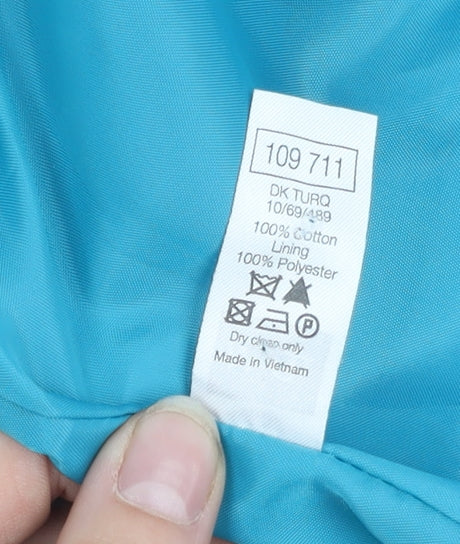 109 711
DK TURQ
10/69/489
100% Cotton
Lining
100% Polyester
P
Dry clean only
Made in Vietnam